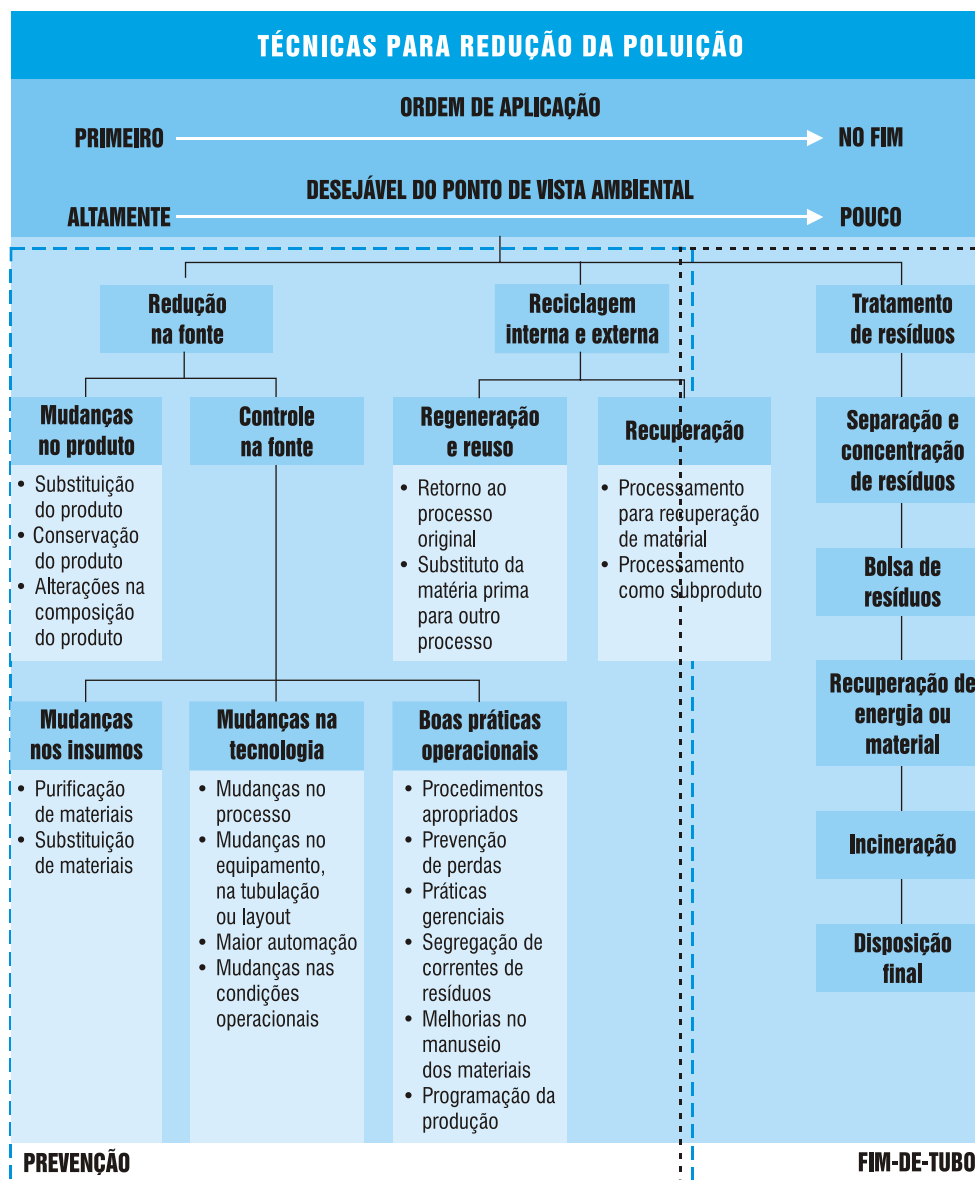 TÉCNICAS PARA REDUÇÃO DA POLUIÇÃO
ORDEM DE APLICAÇÃO
PRIMEIRO
NO FIM
DESEJÁVEL DO PONTO DE VISTA AMBIENTAL
ALTAMENTE
POUCO
Redução
na fonte
Reciclagem
interna e externa
Tratamento
de resíduos
Mudanças
no produto
• Substituição
do produto
• Conservação
do produto
• Alterações na
composição
do produto
Controle
na fonte
Regeneração
e reuso
• Retorno ao
processo
original
• Substituto da
matéria prima
para outro
processo
Recuperação
• Processamento
para recuperação
de material
• Processamento
como subproduto
Separação e
concentração
de resíduos
Bolsa de
resíduos
Recuperação de
energia ou
material
Incineração
Disposição
final
Mudanças
nos insumos
• Purificação
de materiais
• Substituição
de materiais
Mudanças na
tecnologia
• Mudanças no
processo
• Mudanças no
equipamento,
na tubulação
ou layout
• Maior automação
• Mudanças nas
condições
operacionais
Boas práticas
operacionais
• Procedimentos
apropriados
• Prevenção
de perdas
• Práticas
gerenciais
• Segregação de
correntes de
resíduos
• Melhorias no
manuseio
dos materiais
• Programação da
produção
PREVENÇÃO
FIM-DE-TUBO